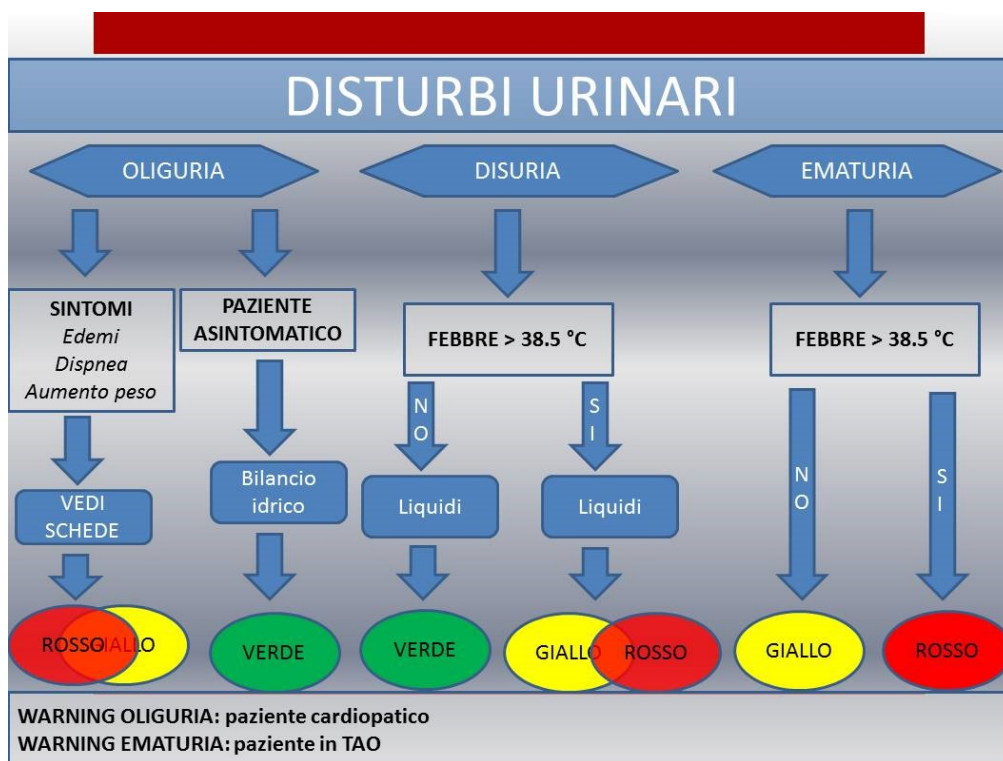 DISTURBI URINARI
OLIGURIA
DISURIA
EMATURIA
SINTOMI
Edemi
Dispnea
Aumento peso
PAZIENTE
ASINTOMATICO
FEBBRE > 38.5 °C
FEBBRE > 38.5 °C
N
O
S
I
N
O
S
I
VEDI
SCHEDE
Bilancio
idrico
Liquidi
Liquidi
ROSSO
GIALLO
VERDE
VERDE
GIALLO
ROSSO
GIALLO
ROSSO
WARNING OLIGURIA: paziente cardiopatico
WARNING EMATURIA: paziente in TAO